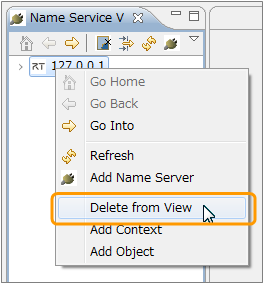 Name Service V
RT 127.0.0.1
Go Home
Go Back
Go Into
Refresh
Add Name Server
Delete from View
Add Context
Add Object